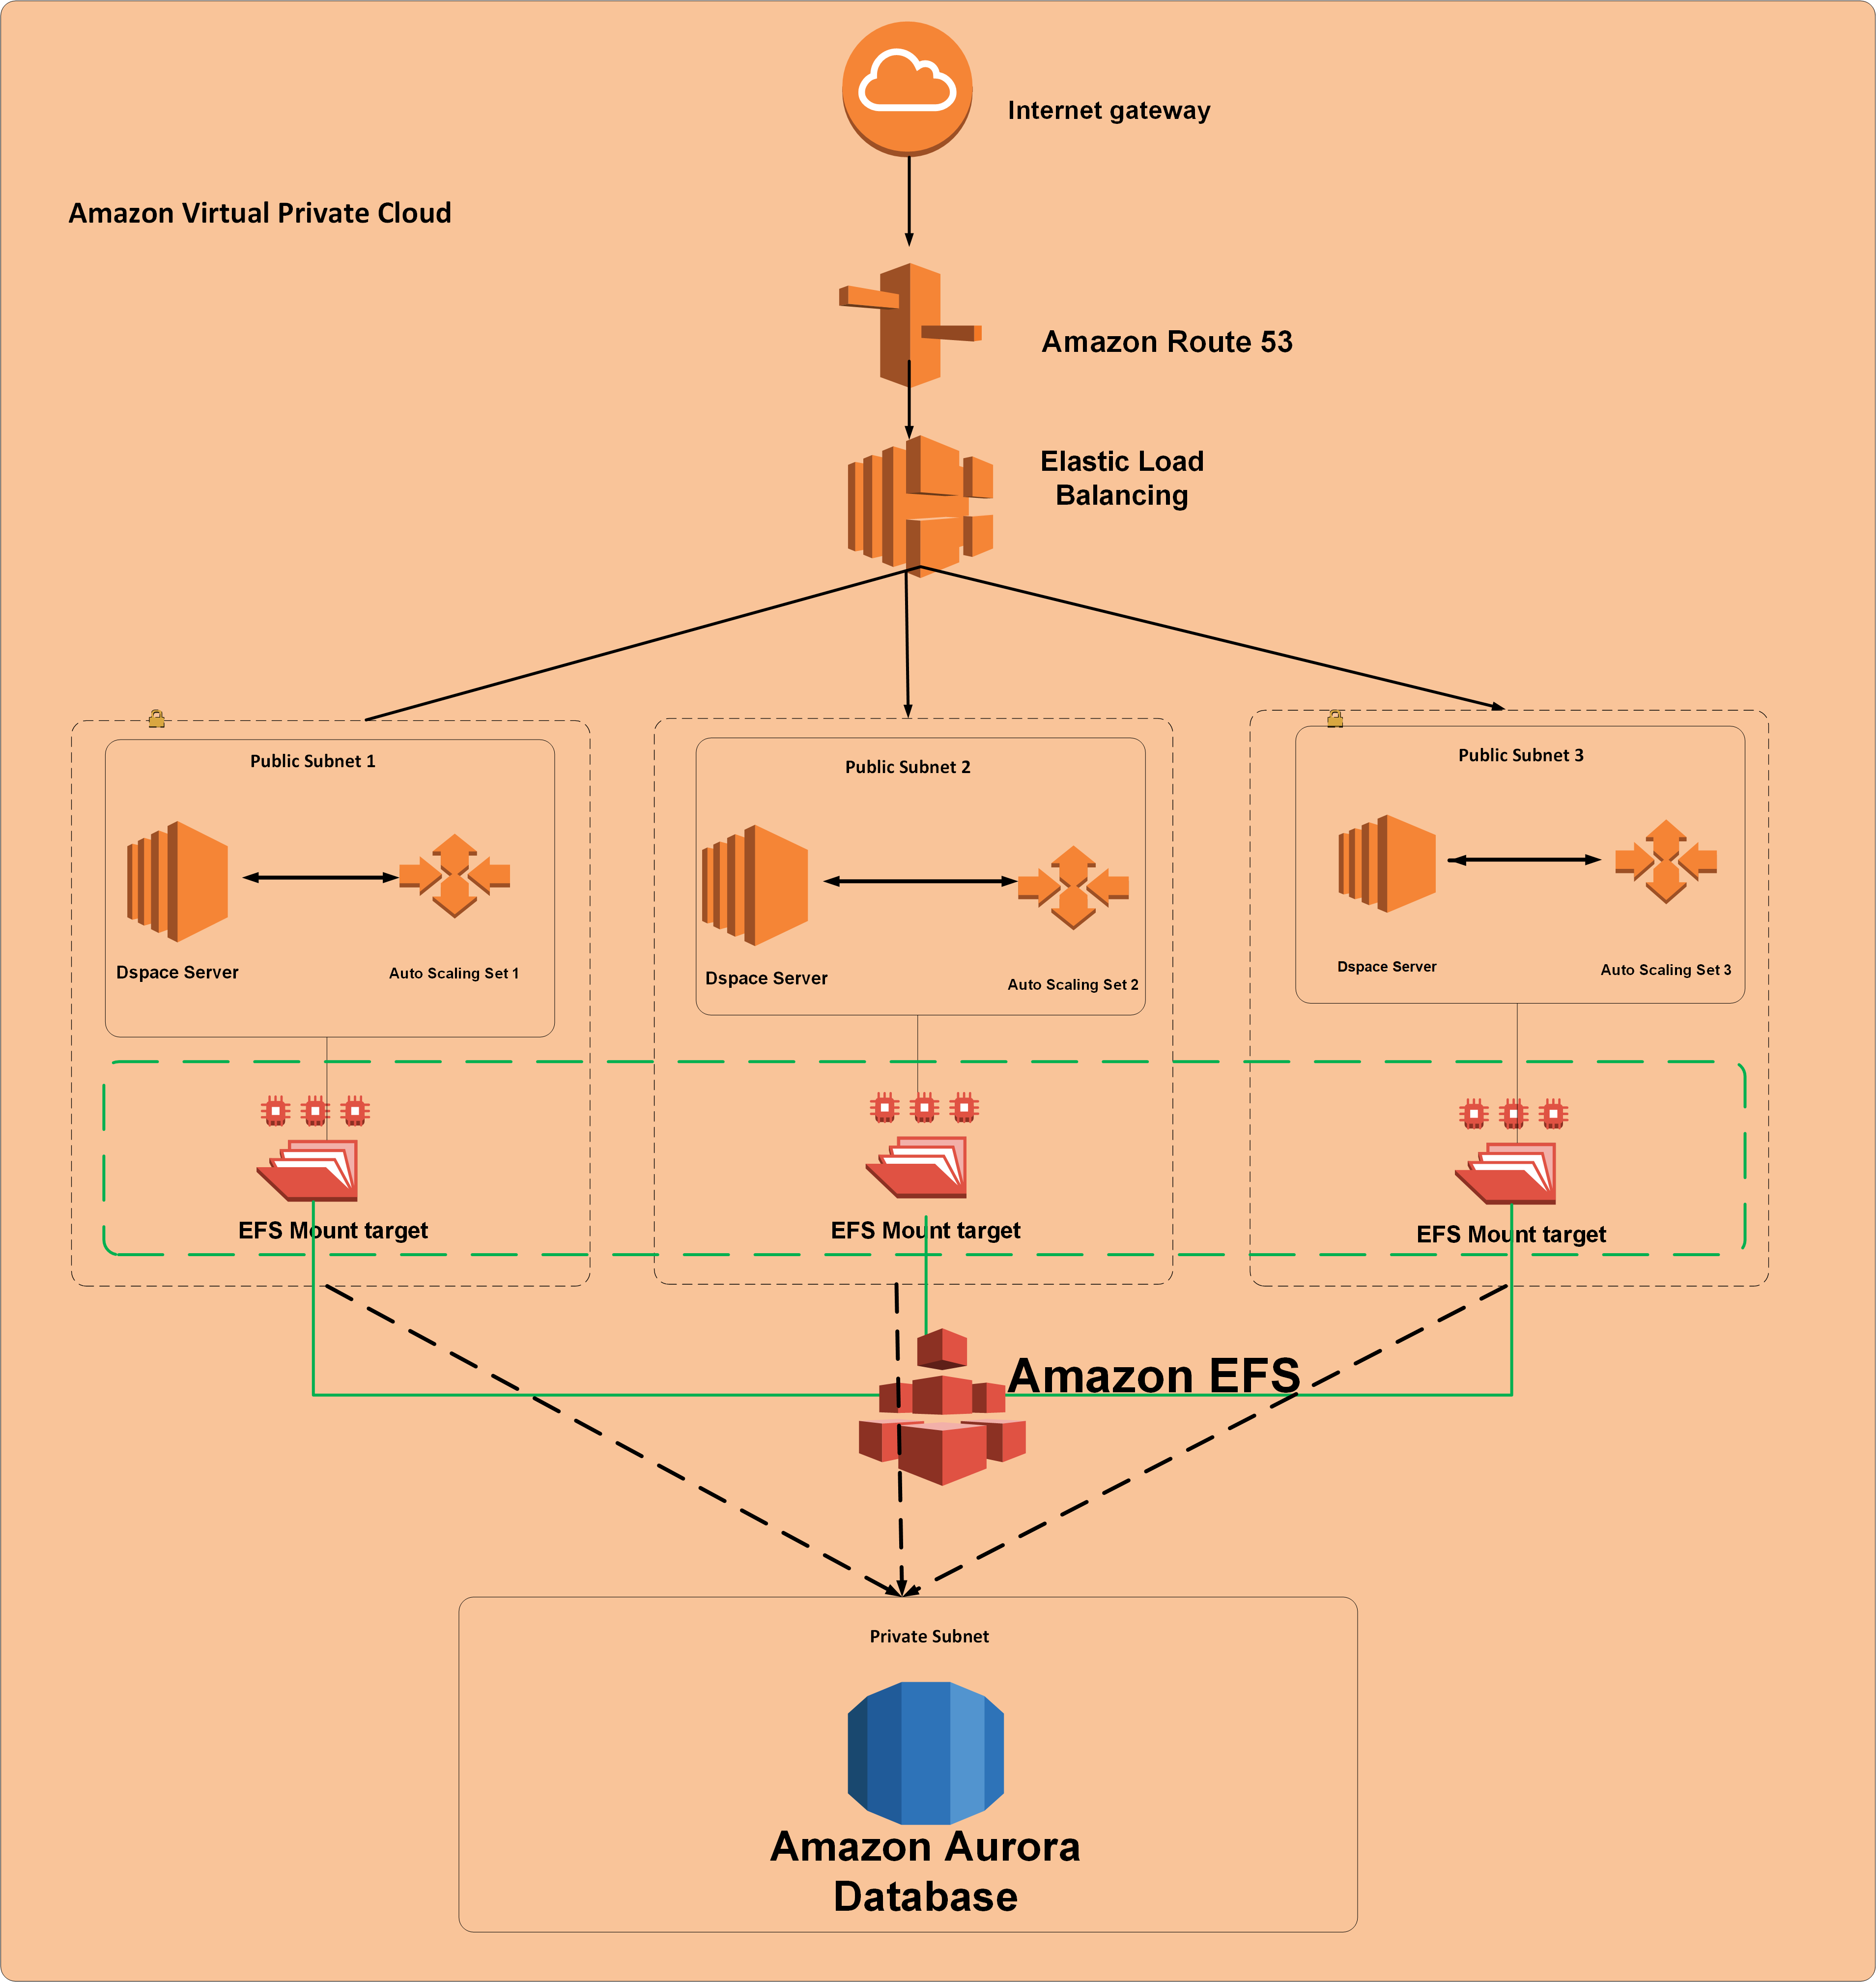 Internet gateway
Amazon Virtual Private Cloud
Amazon Route 53
Elastic Load
Balancing
Public Subnet 1
Dspace Server
Auto Scaling Set 1
Public Subnet 2
Dspace Server
Auto Scaling Set 2
Public Subnet 3
Dspace Server
Auto Scaling Set 3
EFS Mount target
EFS Mount target
EFS Mount target
Amazon EFS
Private Subnet
Amazon Aurora
Database